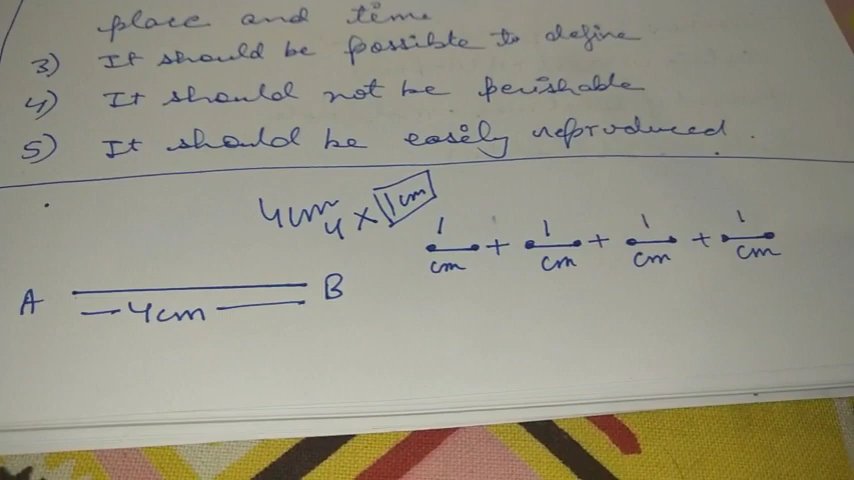 place and time
3) It should be possible to define
4) It should not be perishable
5) It should be easily reproduced.
4cm
4 x 1cm
1 cm + 1 cm + 1 cm + 1 cm
A 4cm B